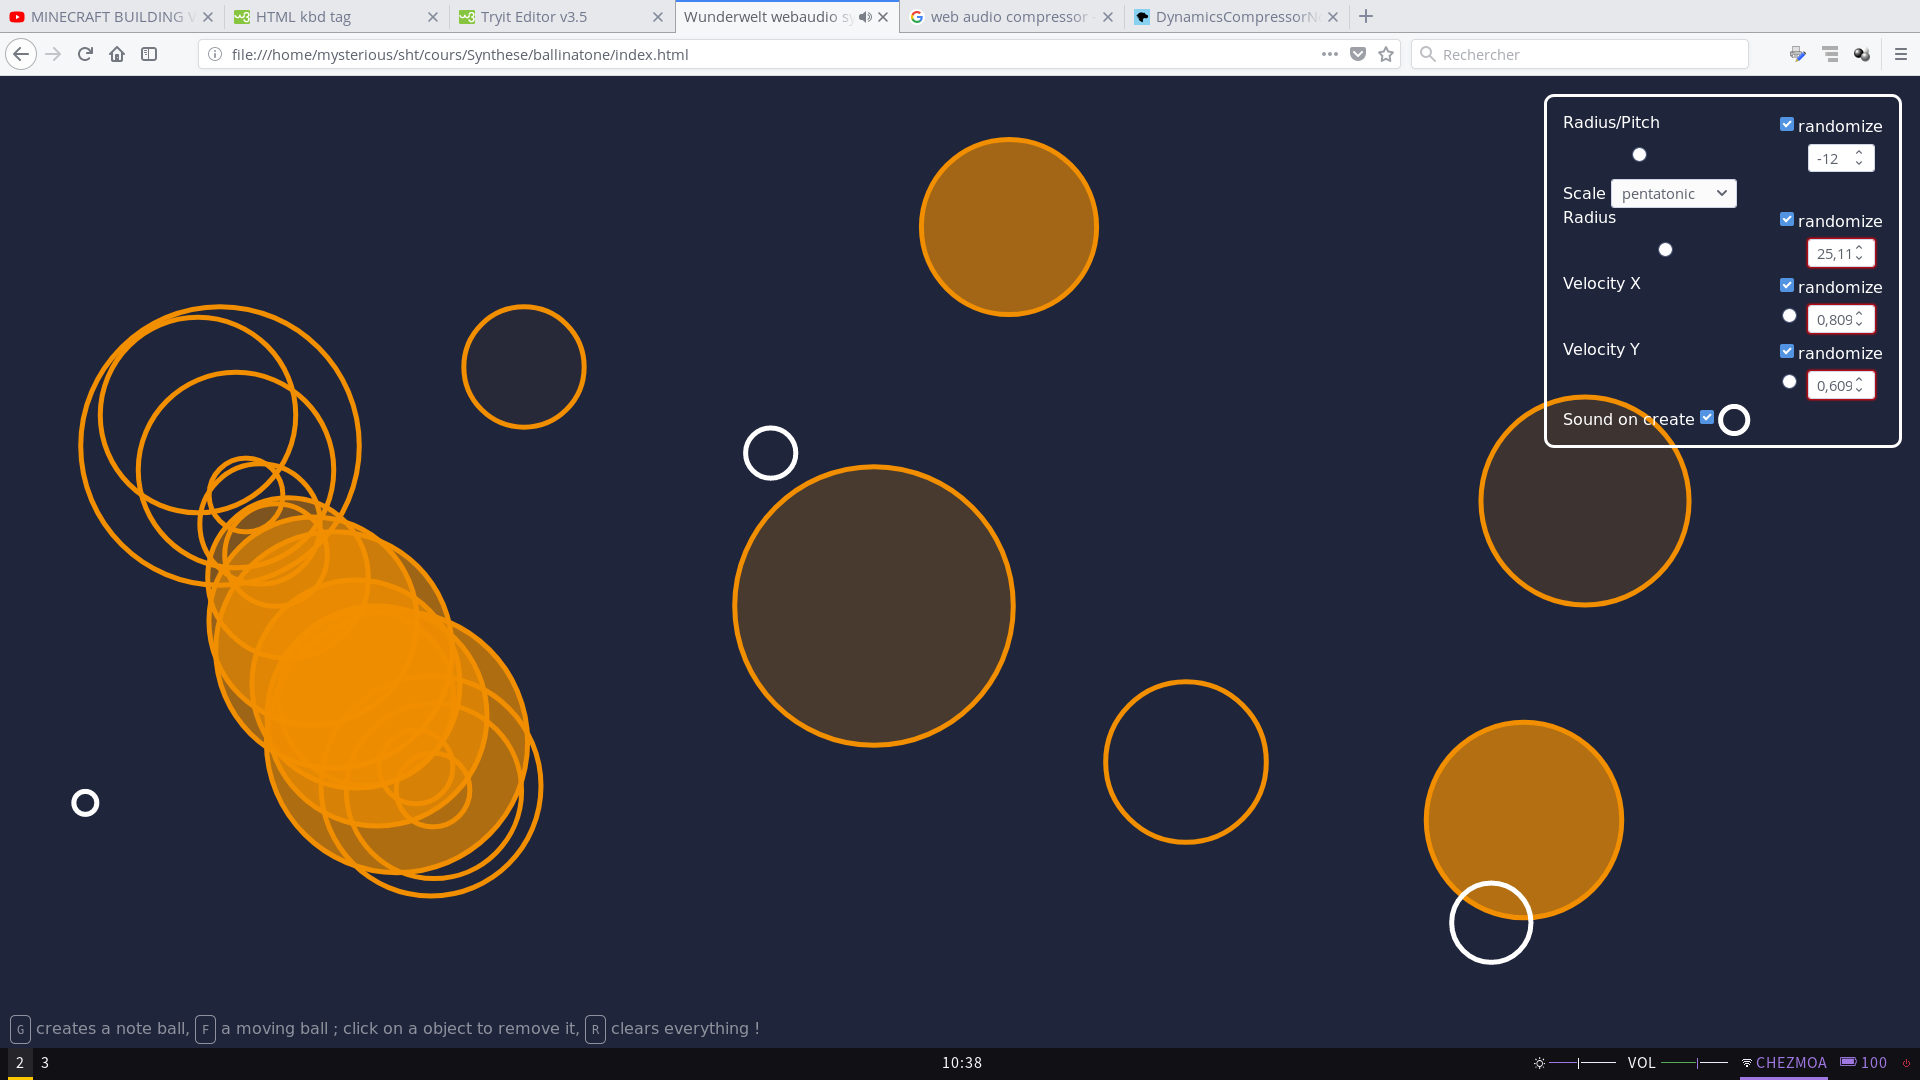 MINECRAFT BUILDING
HTML kbd tag
Tryit Editor v3.5
Wunderwelt webaudio sy
web audio compressor
DynamicsCompressorN
file:///home/mysterious/sht/cours/Synthese/ballinatone/index.html
Rechercher
Radius/Pitch
randomize
-12
Scale
pentatonic
Radius
randomize
25,11
Velocity X
randomize
0,809
Velocity Y
randomize
0,609
Sound on create
G creates a note ball, F a moving ball ; click on a object to remove it, R clears everything !
2 3
10:38
VOL
CHEZMOA
100